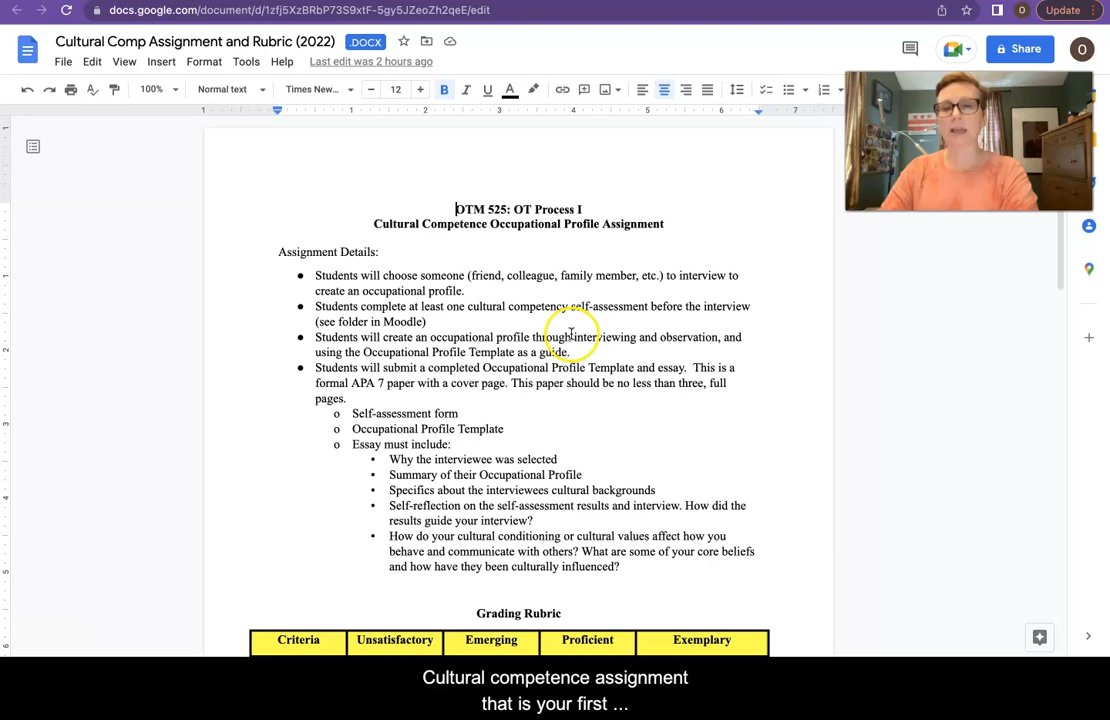 docs.google.com/document/d/1zfj5XzBRbP73S9xtF-5gy5JZeoZh2qeE/edit
O
Update
Cultural Comp Assignment and Rubric (2022)
.DOCX
File Edit View Insert Format Tools Help Last edit was 2 hours ago
Share
O
100% Normal text Times New... 12 B I U A
1 1 2 3 4 5 6 7
OTM 525: OT Process I
Cultural Competence Occupational Profile Assignment
Assignment Details:
● Students will choose someone (friend, colleague, family member, etc.) to interview to
create an occupational profile.
● Students complete at least one cultural competency self-assessment before the interview
(see folder in Moodle)
● Students will create an occupational profile through interviewing and observation, and
using the Occupational Profile Template as a guide.
● Students will submit a completed Occupational Profile Template and essay. This is a
formal APA 7 paper with a cover page. This paper should be no less than three, full
pages.
o Self-assessment form
o Occupational Profile Template
o Essay must include:
▪ Why the interviewee was selected
▪ Summary of their Occupational Profile
▪ Specifics about the interviewees cultural backgrounds
▪ Self-reflection on the self-assessment results and interview. How did the
results guide your interview?
▪ How do your cultural conditioning or cultural values affect how you
behave and communicate with others? What are some of your core beliefs
and how have they been culturally influenced?
Grading Rubric
Criteria Unsatisfactory Emerging Proficient Exemplary
Cultural competence assignment
that is your first ...